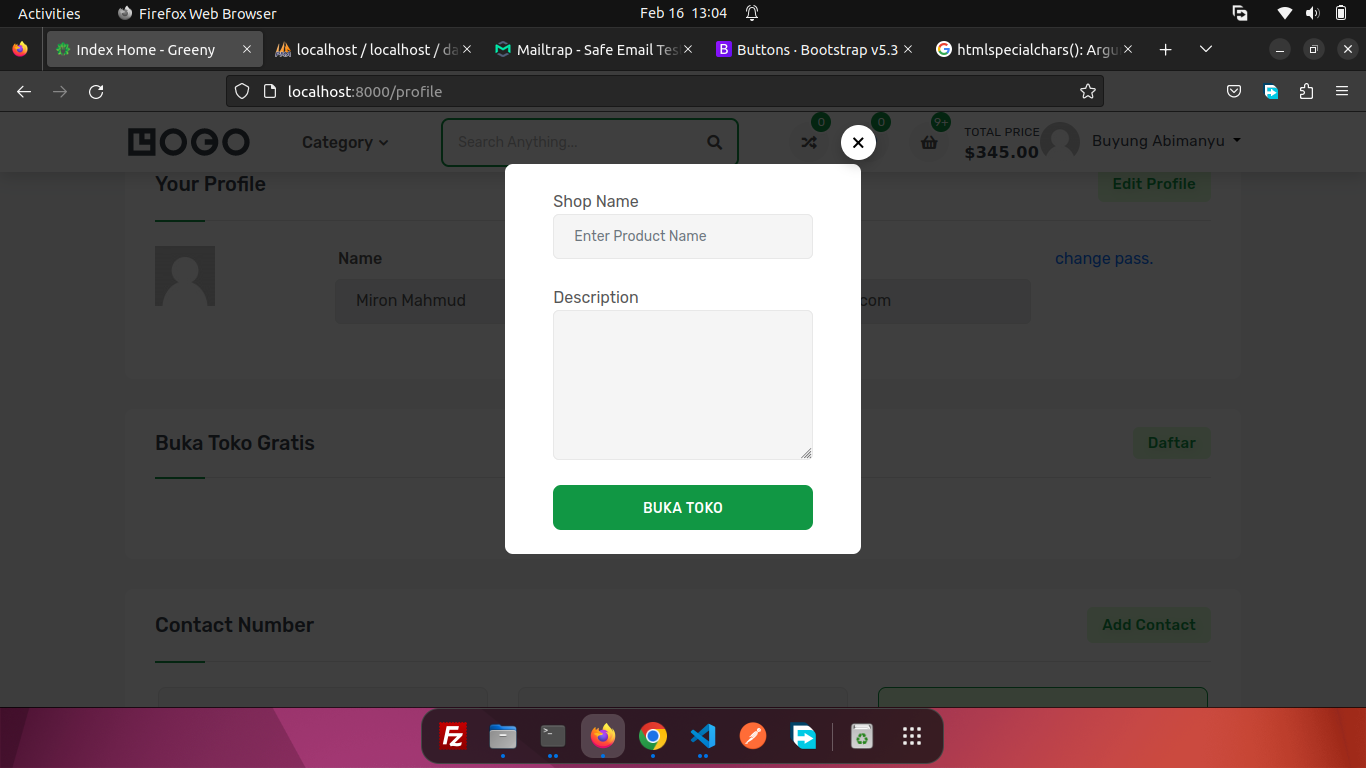 Activities
Firefox Web Browser
Feb 16 13:04
Index Home - Greeny
localhost / localhost / da
Mailtrap - Safe Email Tes
Buttons · Bootstrap v5.3
htmlspecialchars(): Argu
localhost:8000/profile
LOGO
Category
Search Anything...
0
0
9+
TOTAL PRICE
$345.00
Buyung Abimanyu
Your Profile
Edit Profile
Shop Name
Enter Product Name
Name
change pass.
Miron Mahmud
com
Description
Buka Toko Gratis
Daftar
BUKA TOKO
Contact Number
Add Contact
Fz